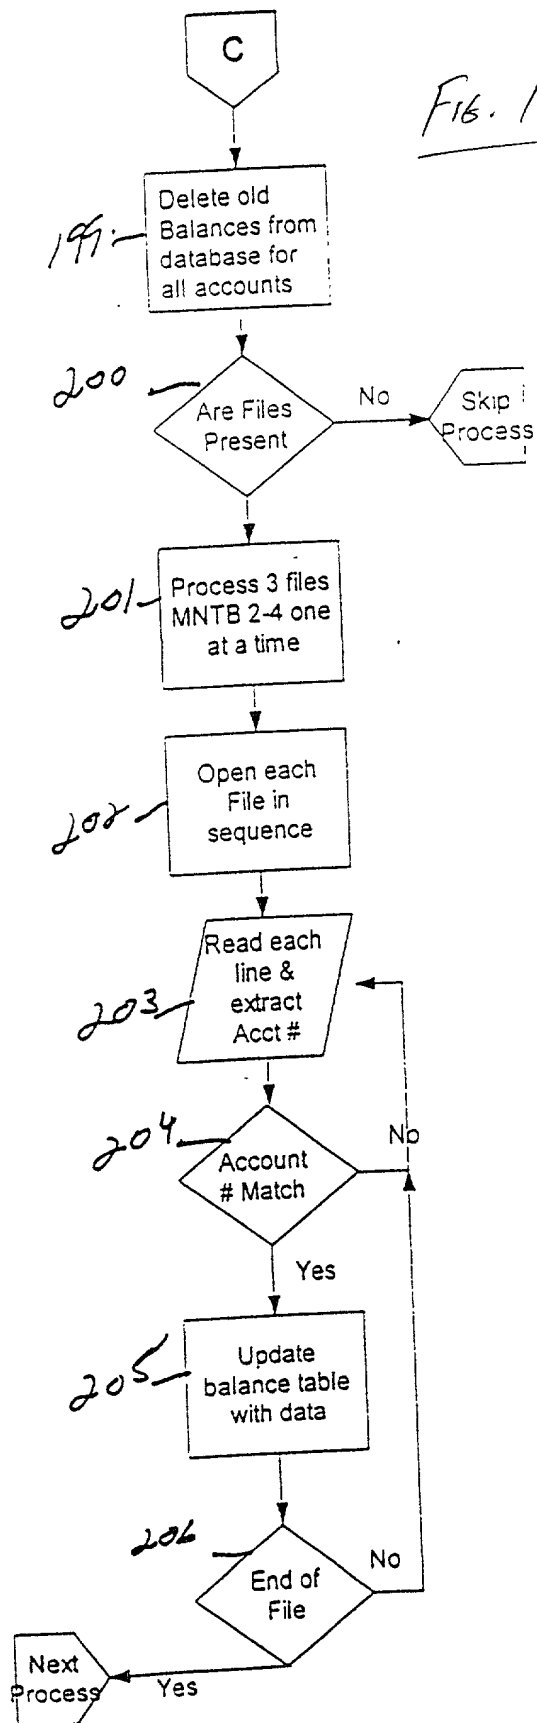 C
FIG. 1
199
Delete old
Balances from
database for
all accounts
200
Are Files
Present
No
Skip
Process
201
Process 3 files
MNTB 2-4 one
at a time
202
Open each
File in
sequence
203
Read each
line &
extract
Acct #
204
Account
# Match
No
Yes
205
Update
balance table
with data
206
End of
File
No
Yes
Next
Process